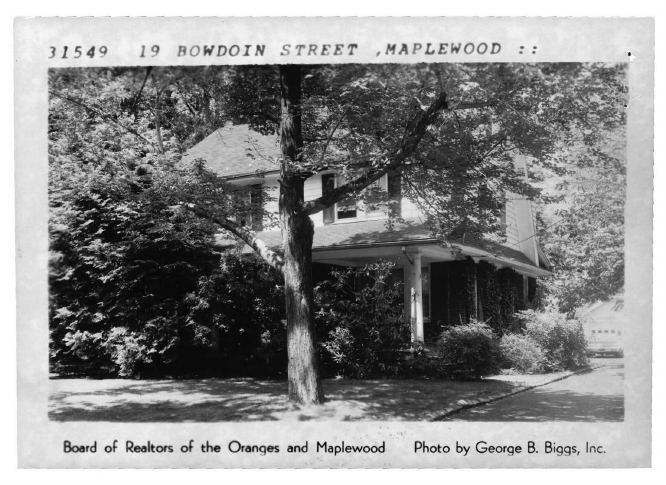 31549 19 BOWDOIN STREET ,MAPLEWOOD ::
Board of Realtors of the Oranges and Maplewood Photo by George B. Biggs, Inc.